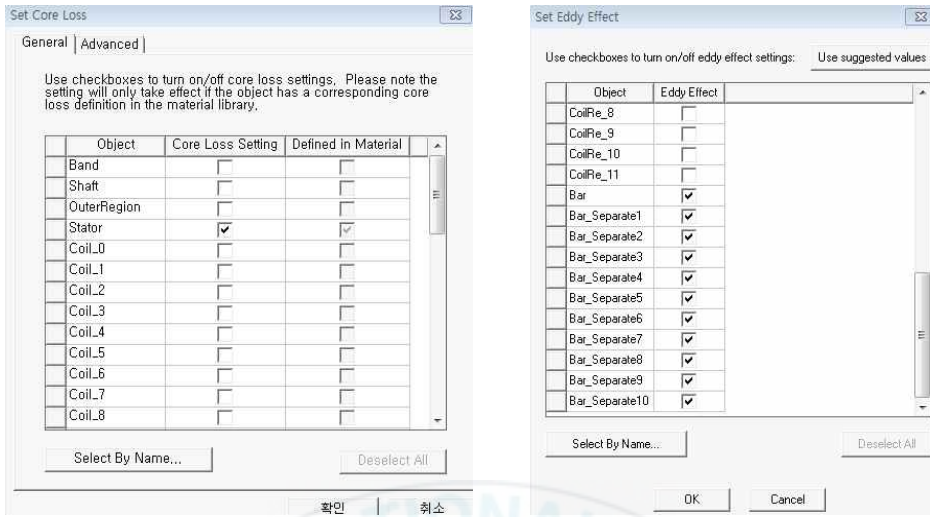 Set Core Loss
General
Advanced
Use checkboxes to turn on/off core loss settings, Please note the
setting will only take effect if the object has a corresponding core
loss definition in the material library,
Object Core Loss Setting Defined in Material
Band
Shaft
OuterRegion
Stator
Coil_0
Coil_1
Coil_2
Coil_3
Coil_4
Coil_5
Coil_6
Coil_7
Coil_8
Select By Name,,,
Deselect All
확인
취소
Set Eddy Effect
Use checkboxes to turn on/off eddy effect settings:
Use suggested values
Object Eddy Effect
CoilRe_8
CoilRe_9
CoilRe_10
CoilRe_11
Bar
Bar_Separate1
Bar_Separate2
Bar_Separate3
Bar_Separate4
Bar_Separate5
Bar_Separate6
Bar_Separate7
Bar_Separate8
Bar_Separate9
Bar_Separate10
Select By Name...
Deselect All
OK
Cancel